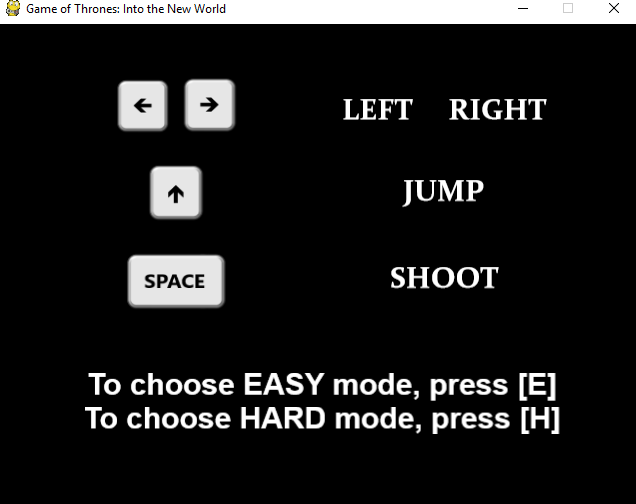 Game of Thrones: Into the New World
LEFT RIGHT
JUMP
SPACE SHOOT
To choose EASY mode, press [E]
To choose HARD mode, press [H]